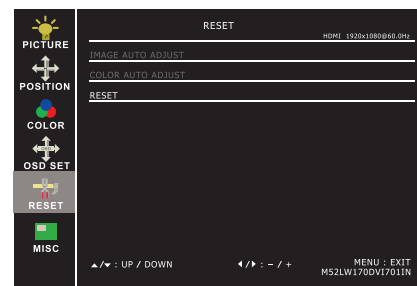 RESET
HDMI 1920x1080@60.0Hz
PICTURE
POSITION
COLOR
OSD SET
RESET
MISC
IMAGE AUTO ADJUST
COLOR AUTO ADJUST
RESET
▲/▼ : UP / DOWN
◀/▶ : – / +
MENU : EXIT
M52LW170DVI701IN